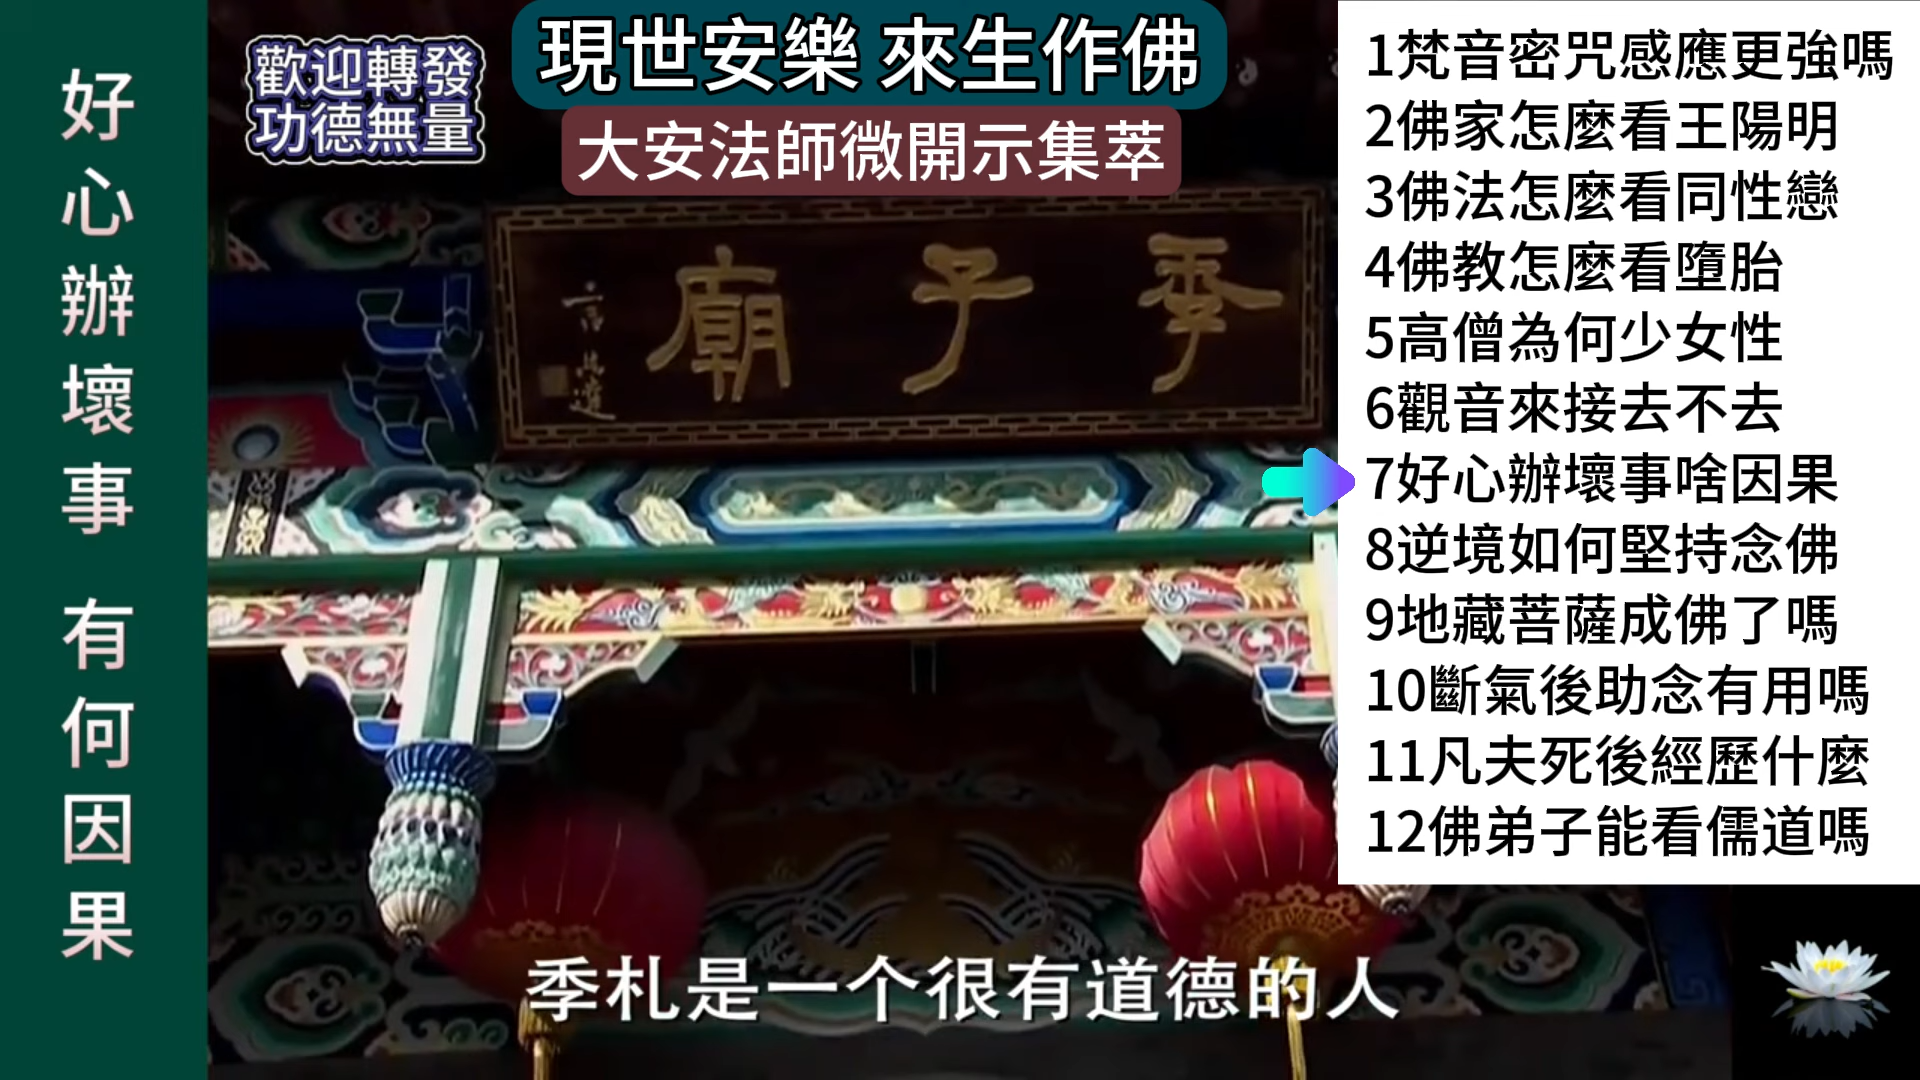 好心辦壞事 有何因果
歡迎轉發
功德無量
現世安樂 來生作佛
大安法師微開示集萃
季子廟
1梵音密咒感應更強嗎
2佛家怎麼看王陽明
3佛法怎麼看同性戀
4佛教怎麼看墮胎
5高僧為何少女性
6觀音來接去不去
7好心辦壞事啥因果
8逆境如何堅持念佛
9地藏菩薩成佛了嗎
10斷氣後助念有用嗎
11凡夫死後經歷什麼
12佛弟子能看儒道嗎
季札是一个很有道德的人